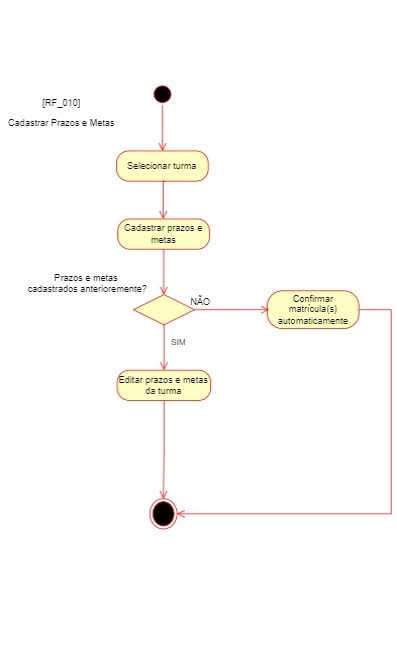 [RF_010]
Cadastrar Prazos e Metas
Selecionar turma
Cadastrar prazos e
metas
Prazos e metas
cadastrados anterioremente?
NÃO
Confirmar
matrícula(s)
automaticamente
SIM
Editar prazos e metas
da turma